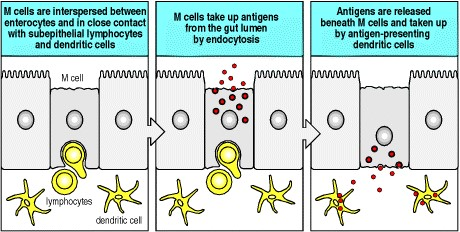 M cells are interspersed between
enterocytes and in close contact
with subepithelial lymphocytes
and dendritic cells
M cell
lymphocytes
dendritic cell
M cells take up antigens
from the gut lumen
by endocytosis
Antigens are released
beneath M cells and taken up
by antigen-presenting
dendritic cells